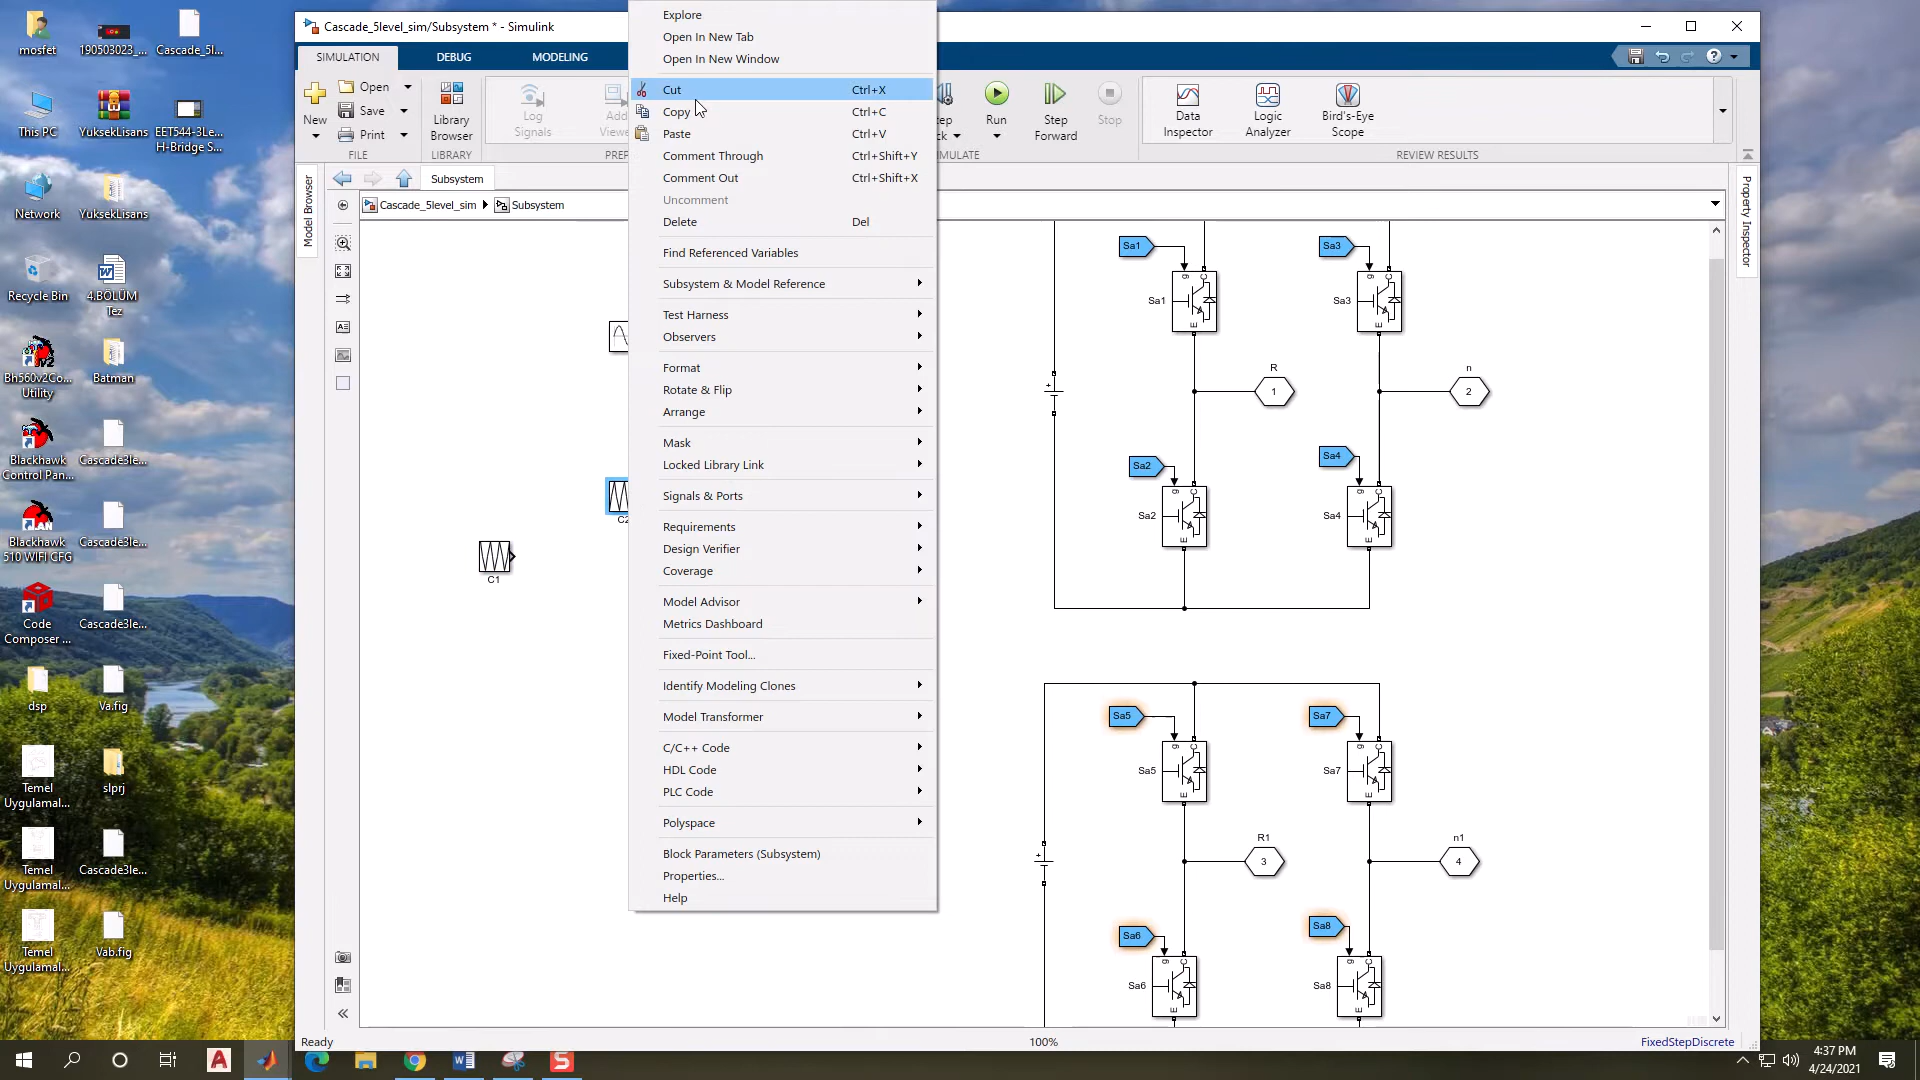 mosfet
190503023_...
Cascade_5l...
This PC
YuksekLisans
EET544-3Le...
H-Bridge S...
Network
YuksekLisans
Recycle Bin
4.BÖLÜM
Tez
Bh560v2Co...
Utility
Batman
Blackhawk
Control Pan...
Cascade3le...
Blackhawk
510 WIFI CFG
Cascade3le...
Code
Composer ...
Cascade3le...
dsp
Va.fig
Temel
Uygulamal...
slprj
Temel
Uygulamal...
Cascade3le...
Temel
Uygulamal...
Vab.fig
Cascade_5level_sim/Subsystem * - Simulink
SIMULATION
DEBUG
MODELING
New
Open
Save
Print
FILE
Library
Browser
LIBRARY
Log
Signals
Add
Viewe
PREP
ep
ck
Run
Step
Forward
Stop
MULATE
Data
Inspector
Logic
Analyzer
Bird's-Eye
Scope
REVIEW RESULTS
Model Browser
Subsystem
Cascade_5level_sim
Subsystem
Property Inspector
Explore
Open In New Tab
Open In New Window
Cut Ctrl+X
Copy Ctrl+C
Paste Ctrl+V
Comment Through Ctrl+Shift+Y
Comment Out Ctrl+Shift+X
Uncomment
Delete Del
Find Referenced Variables
Subsystem & Model Reference
Test Harness
Observers
Format
Rotate & Flip
Arrange
Mask
Locked Library Link
Signals & Ports
Requirements
Design Verifier
Coverage
Model Advisor
Metrics Dashboard
Fixed-Point Tool...
Identify Modeling Clones
Model Transformer
C/C++ Code
HDL Code
PLC Code
Polyspace
Block Parameters (Subsystem)
Properties...
Help
C1
C2
Sa1
Sa3
g C
g C
Sa1
Sa3
E
E
R
1
n
2
+
Sa2
Sa4
g C
g C
Sa2
Sa4
E
E
Sa5
Sa7
g C
g C
Sa5
Sa7
E
E
R1
3
n1
4
+
Sa6
Sa8
g C
g C
Sa6
Sa8
E
E
Ready
100%
FixedStepDiscrete
4:37 PM
4/24/2021